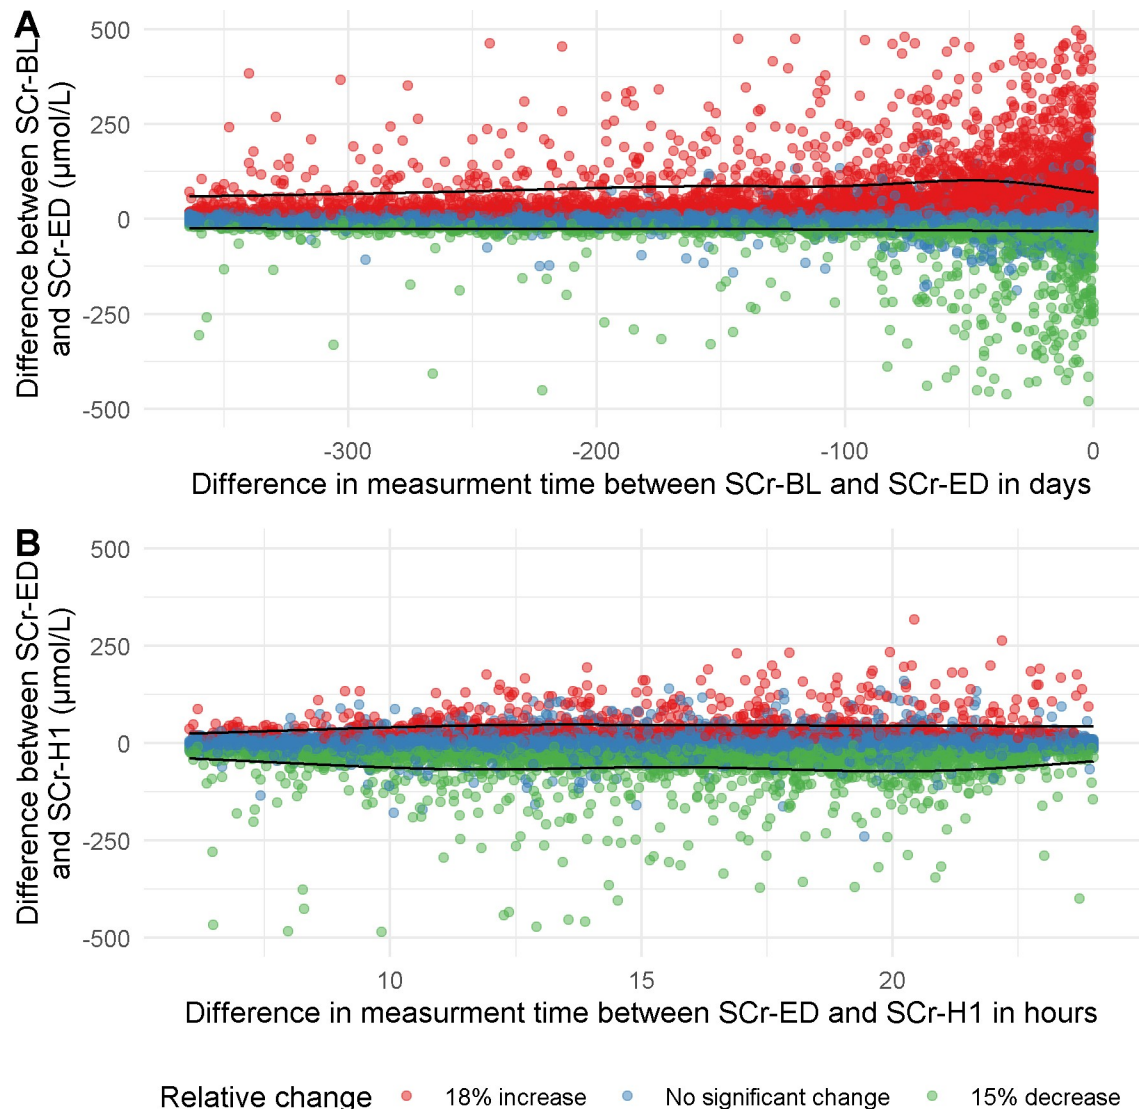 A
Difference between SCr-BL
and SCr-ED (µmol/L)
500
250
0
-250
-500
-300 -200 -100 0
Difference in measurment time between SCr-BL and SCr-ED in days
B
Difference between SCr-ED
and SCr-H1 (µmol/L)
500
250
0
-250
-500
10 15 20
Difference in measurment time between SCr-ED and SCr-H1 in hours
Relative change 18% increase No significant change 15% decrease